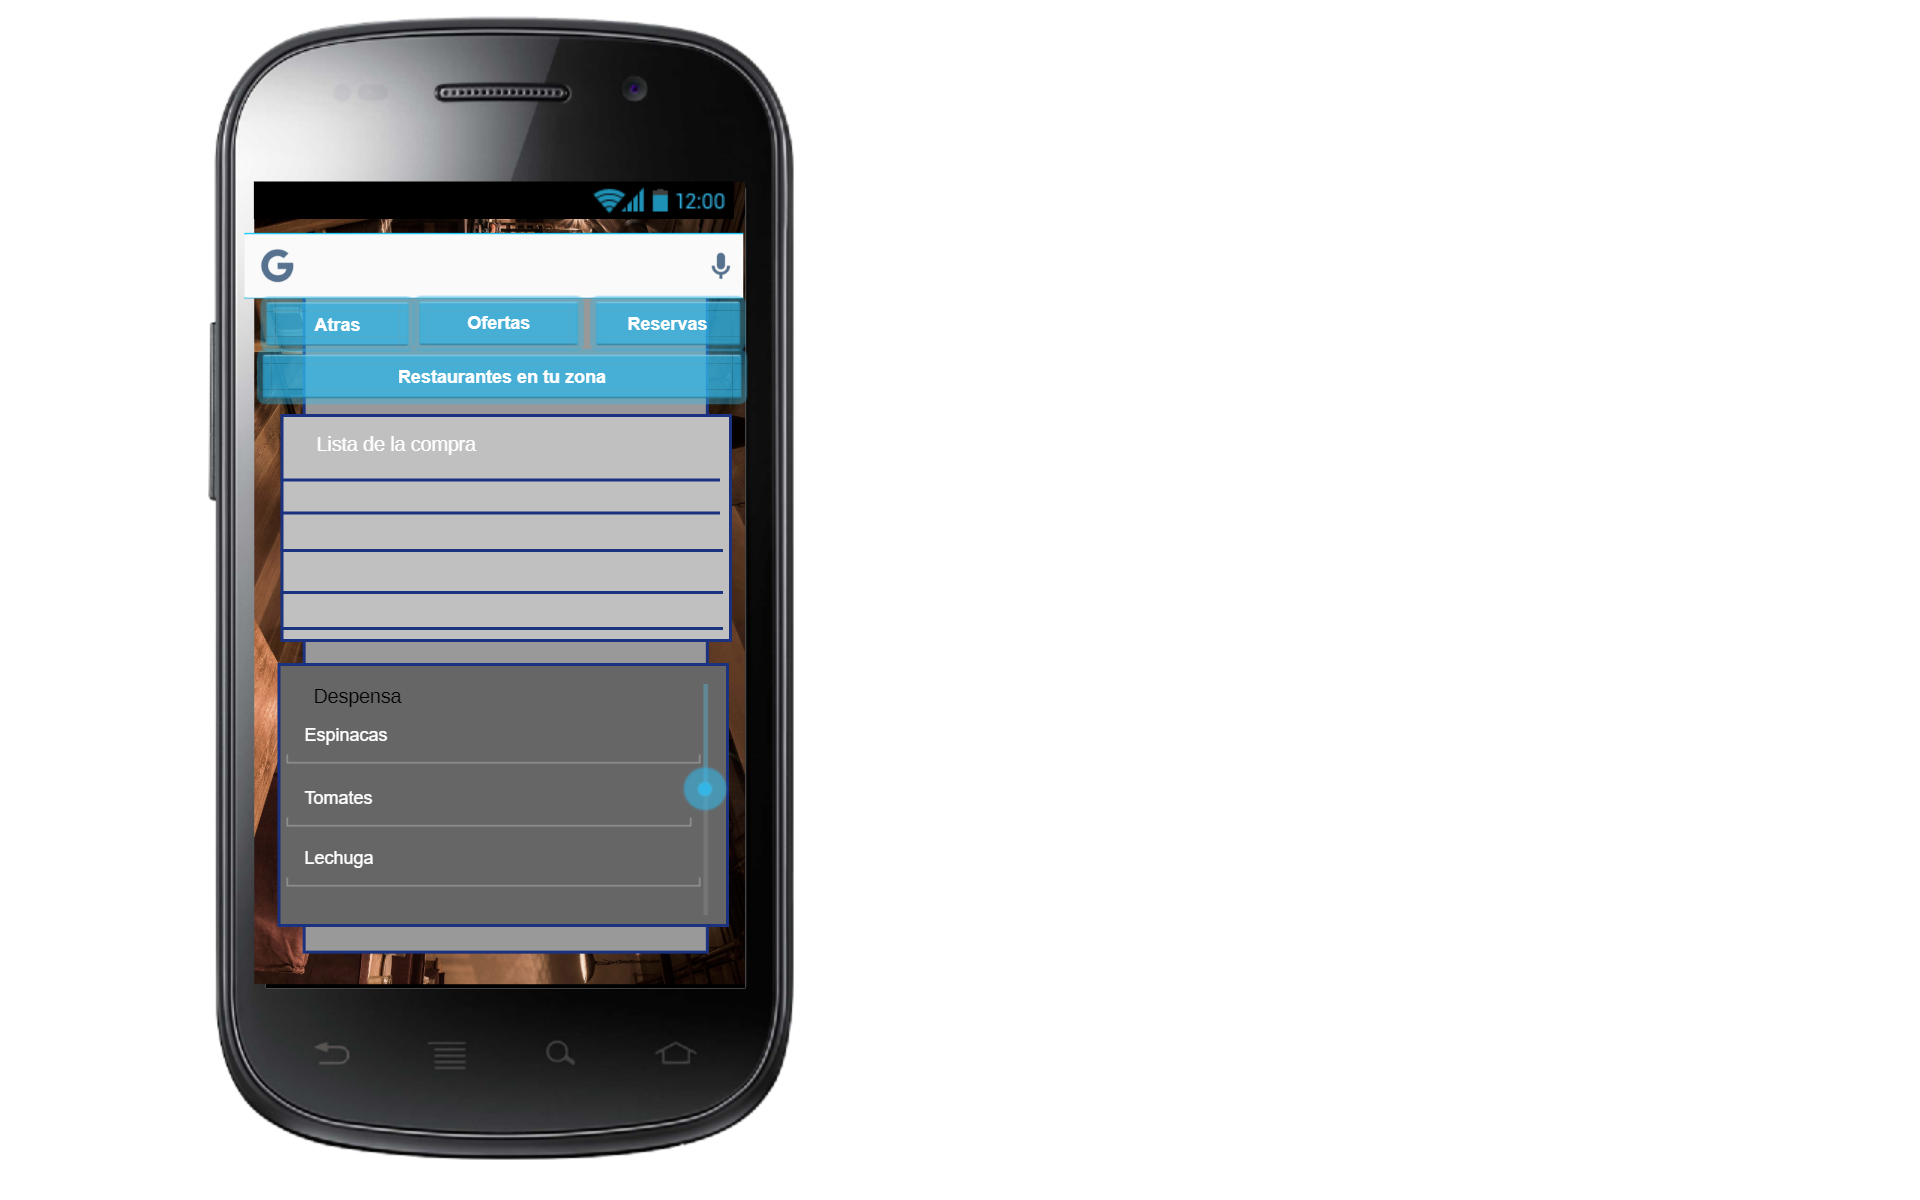 12:00
G
Atras
Ofertas
Reservas
Restaurantes en tu zona
Lista de la compra
Despensa
Espinacas
Tomates
Lechuga